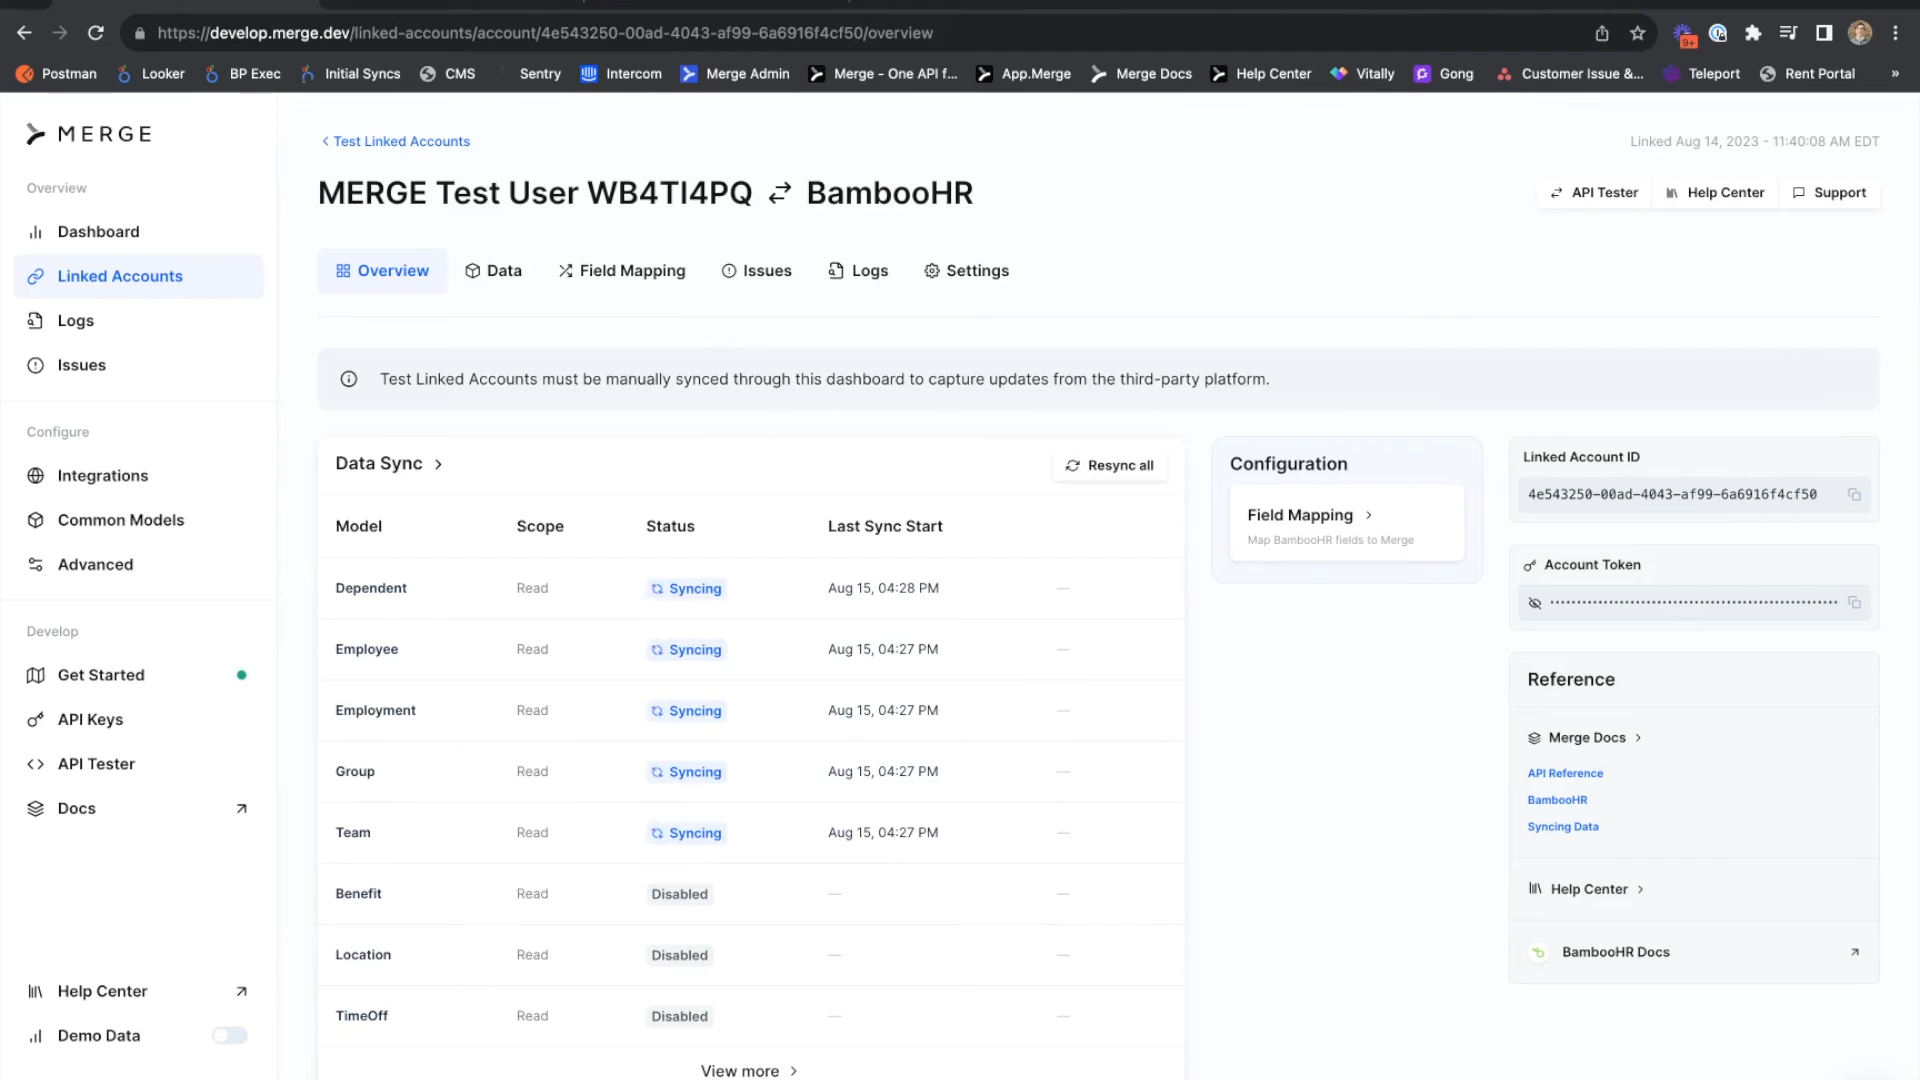 https://develop.merge.dev/linked-accounts/account/4e543250-00ad-4043-af99-6a6916f4cf50/overview
9+
Postman Looker BP Exec Initial Syncs CMS Sentry Intercom Merge Admin Merge - One API f... App.Merge Merge Docs Help Center Vitally Gong Customer Issue &... Teleport Rent Portal »
MERGE
Overview
Dashboard
Linked Accounts
Logs
Issues
Configure
Integrations
Common Models
Advanced
Develop
Get Started
API Keys
API Tester
Docs
Help Center
Demo Data
Test Linked Accounts
Linked Aug 14, 2023 - 11:40:08 AM EDT
MERGE Test User WB4TI4PQ BambooHR
API Tester Help Center Support
Overview Data Field Mapping Issues Logs Settings
Test Linked Accounts must be manually synced through this dashboard to capture updates from the third-party platform.
Data Sync
Resync all
Model Scope Status Last Sync Start
Dependent Read Syncing Aug 15, 04:28 PM —
Employee Read Syncing Aug 15, 04:27 PM —
Employment Read Syncing Aug 15, 04:27 PM —
Group Read Syncing Aug 15, 04:27 PM —
Team Read Syncing Aug 15, 04:27 PM —
Benefit Read Disabled — —
Location Read Disabled — —
TimeOff Read Disabled — —
View more
Configuration
Field Mapping
Map BambooHR fields to Merge
Linked Account ID
4e543250-00ad-4043-af99-6a6916f4cf50
Account Token
Reference
Merge Docs
API Reference
BambooHR
Syncing Data
Help Center
BambooHR Docs